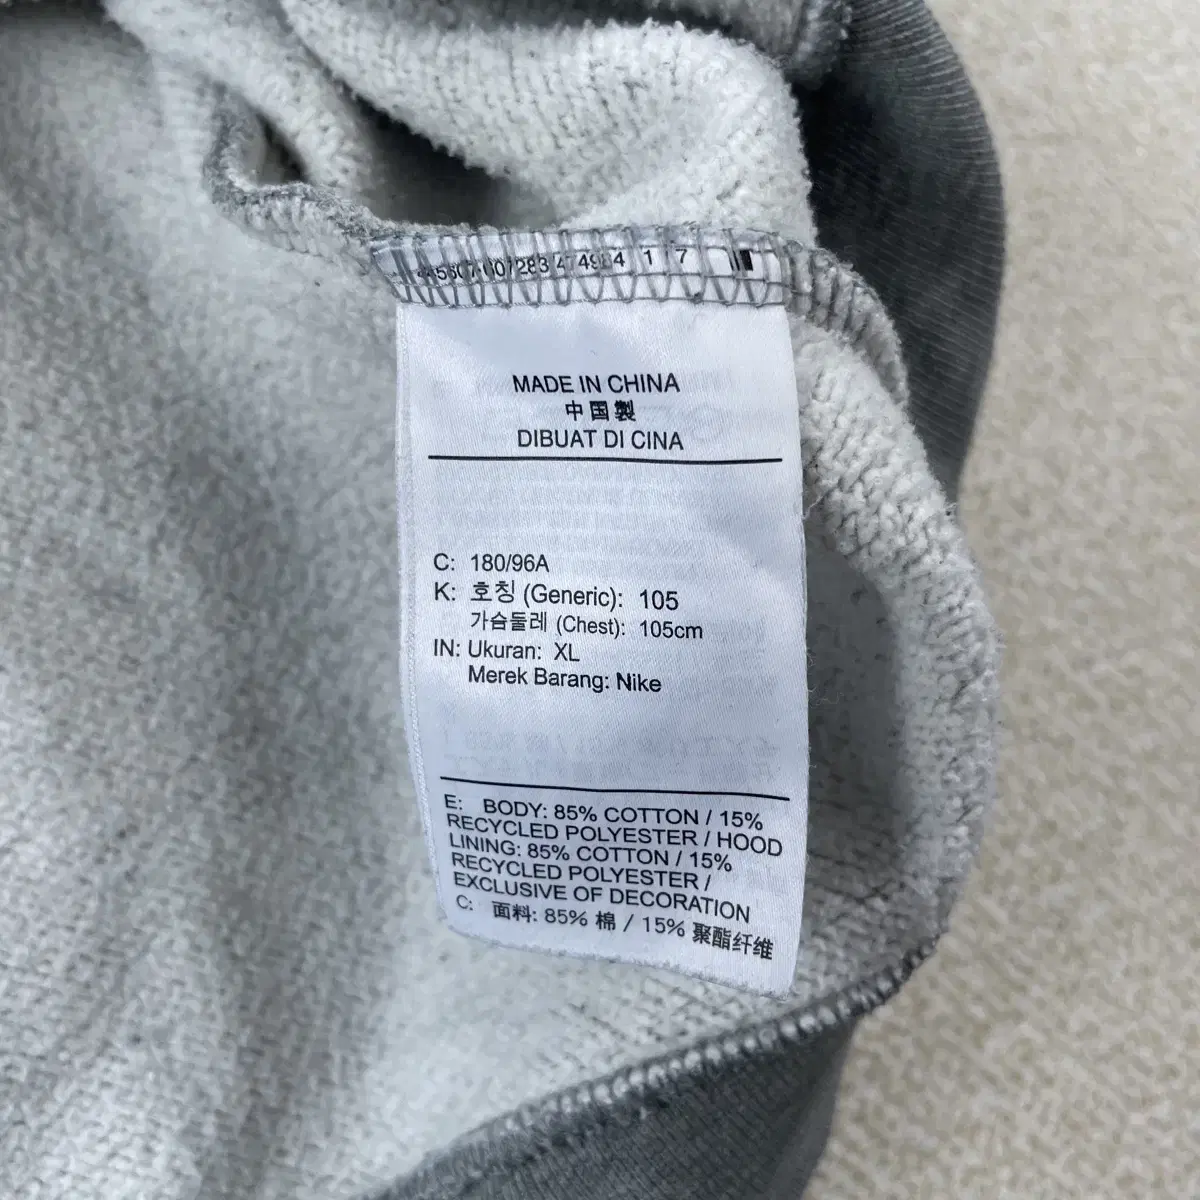 MADE IN CHINA
中国製
DIBUAT DI CINA
C: 180/96A
K: 호칭 (Generic): 105
가슴둘레 (Chest): 105cm
IN: Ukuran: XL
Merek Barang: Nike
E: BODY: 85% COTTON / 15%
RECYCLED POLYESTER / HOOD
LINING: 85% COTTON / 15%
RECYCLED POLYESTER /
EXCLUSIVE OF DECORATION
C: 面料: 85% 棉 / 15% 聚酯纤维